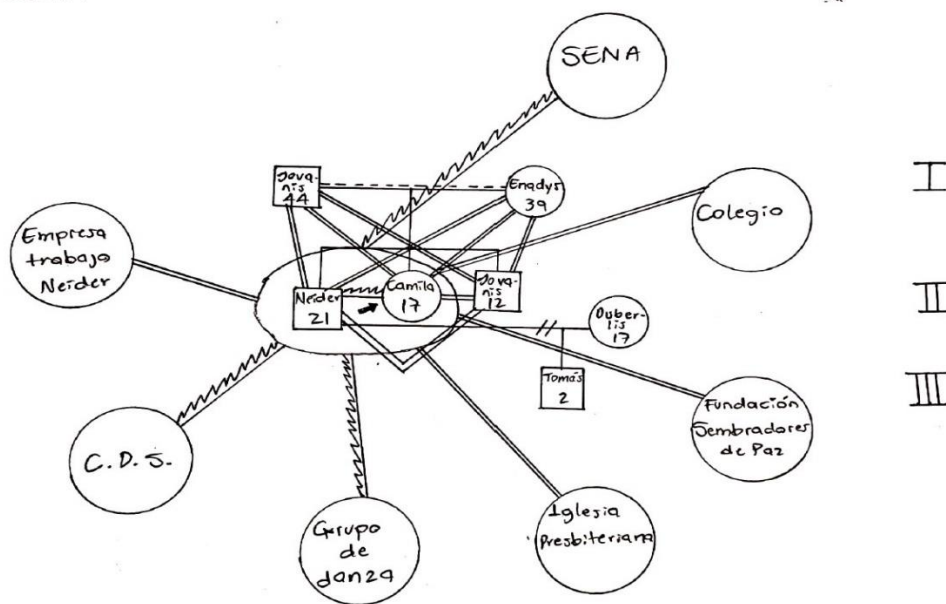 SENA
Jova-
nis
44
Enadys
39
I
Colegio
Empresa
trabajo
Neider
Neider
21
Camila
17
Jova-
nis
12
II
Duber-
lis
17
Tomás
2
III
Fundación
Sembradores
de Paz
C.D.S.
Grupo
de
danza
Iglesia
Presbiteriana